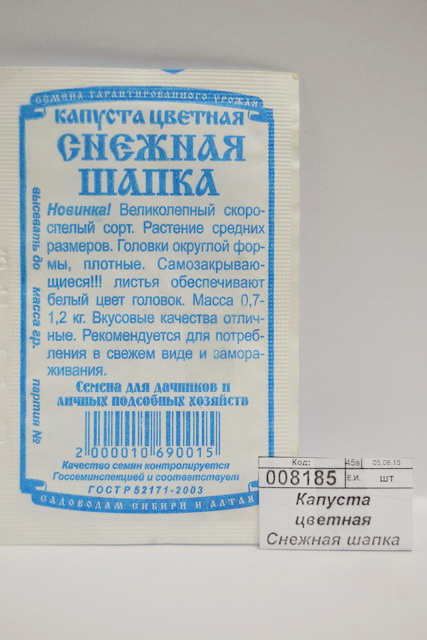 СЕМЕНА ГАРАНТИРОВАННОГО УРОЖАЯ
КАПУСТА ЦВЕТНАЯ
СНЕЖНАЯ
ШАПКА
Новинка! Великолепный скоро-
спелый сорт. Растение средних
размеров. Головки округлой фор-
мы, плотные. Самозакрываю-
щиеся!!! листья обеспечивают
белый цвет головок. Масса 0,7-
1,2 кг. Вкусовые качества отлич-
ные. Рекомендуется для потреб-
ления в свежем виде и замора-
живания.
высевать до масса гр. партия №
Семена для дачников и
личных подсобных хозяйств
2 000010 690015
Качество семян контролируется
Госсеминспекцией и соответствует
ГОСТ Р 52171-2003
САДОВОДАМ СИБИРИ И АЛТАЯ
Код: 45в 05.06.15
008185 Е.И. шт
Капуста
цветная
Снежная шапка